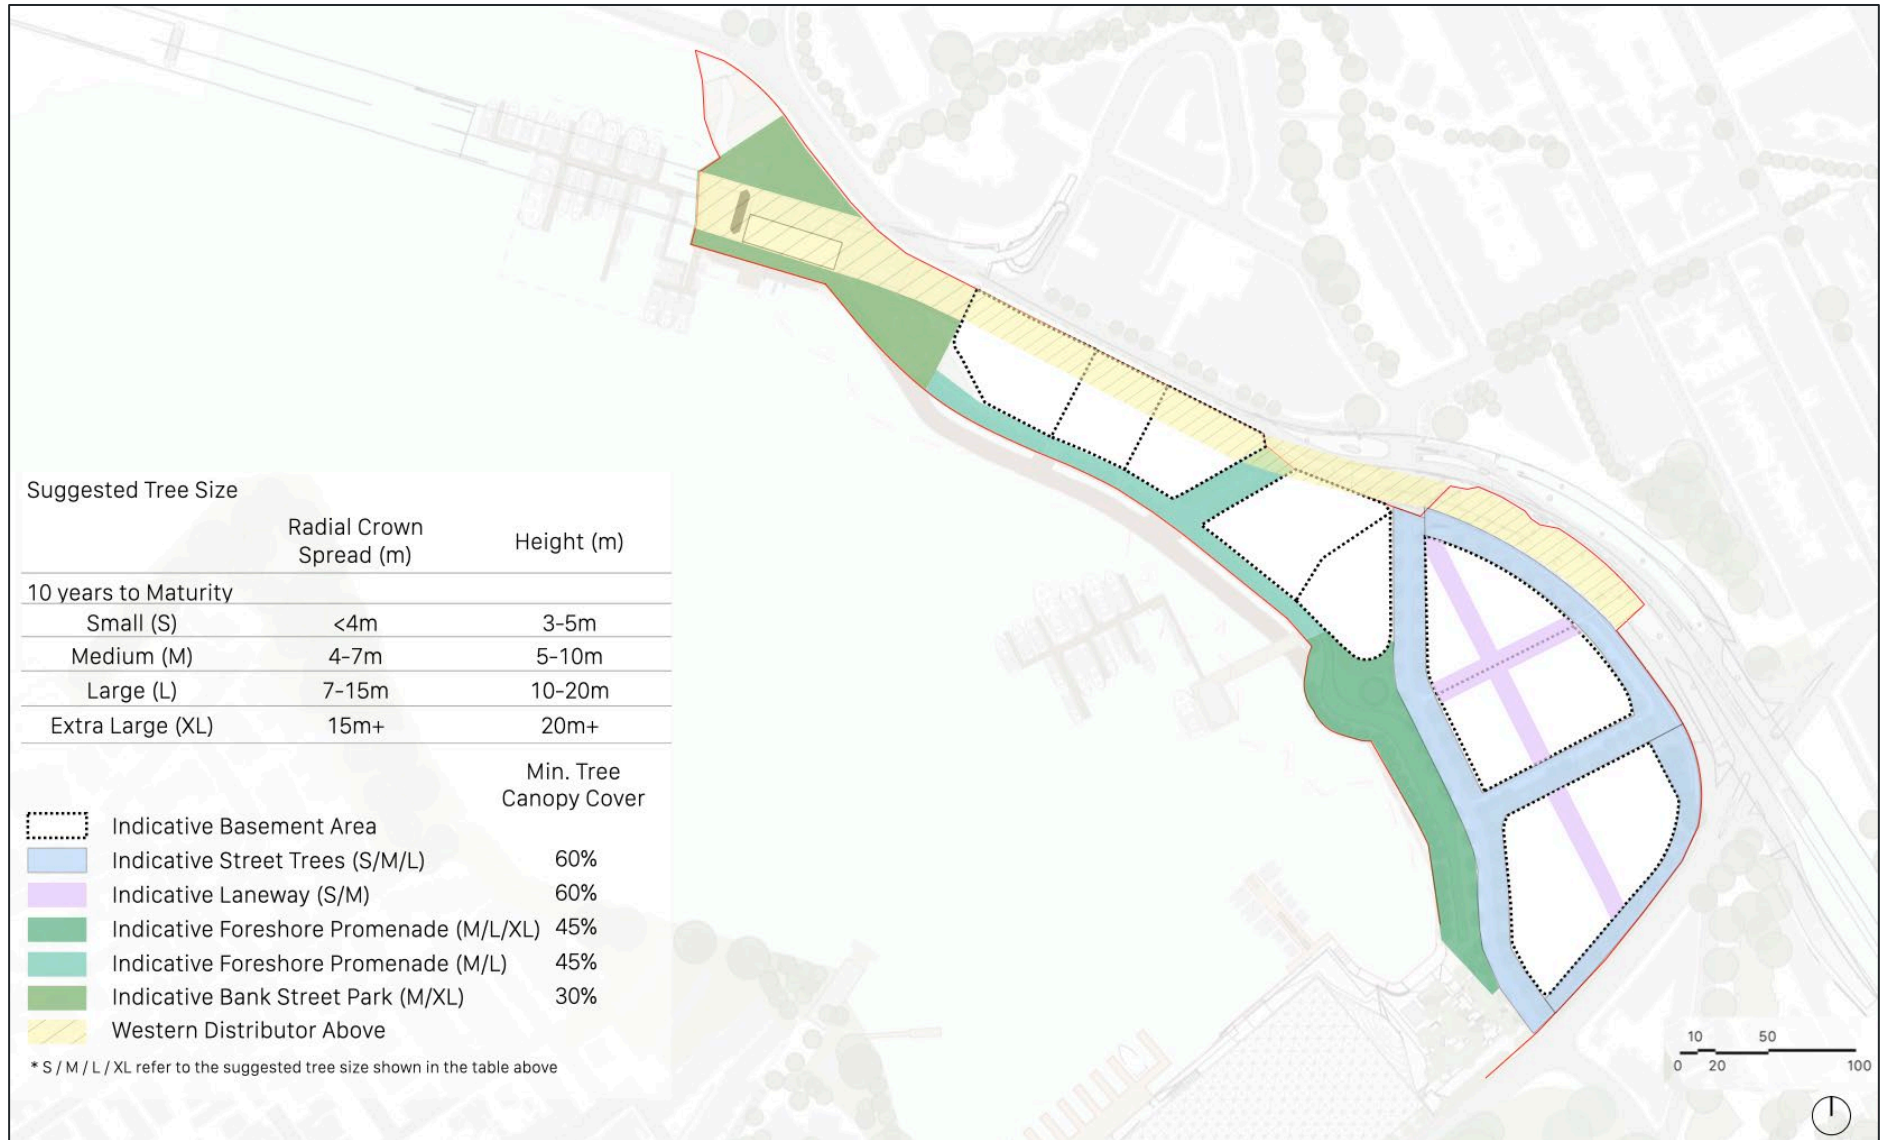 Suggested Tree Size
Radial Crown
Spread (m)
Height (m)
10 years to Maturity
Small (S) <4m 3-5m
Medium (M) 4-7m 5-10m
Large (L) 7-15m 10-20m
Extra Large (XL) 15m+ 20m+
Min. Tree
Canopy Cover
Indicative Basement Area
Indicative Street Trees (S/M/L) 60%
Indicative Laneway (S/M) 60%
Indicative Foreshore Promenade (M/L/XL) 45%
Indicative Foreshore Promenade (M/L) 45%
Indicative Bank Street Park (M/XL) 30%
Western Distributor Above
* S / M / L / XL refer to the suggested tree size shown in the table above
10 50
0 20 100